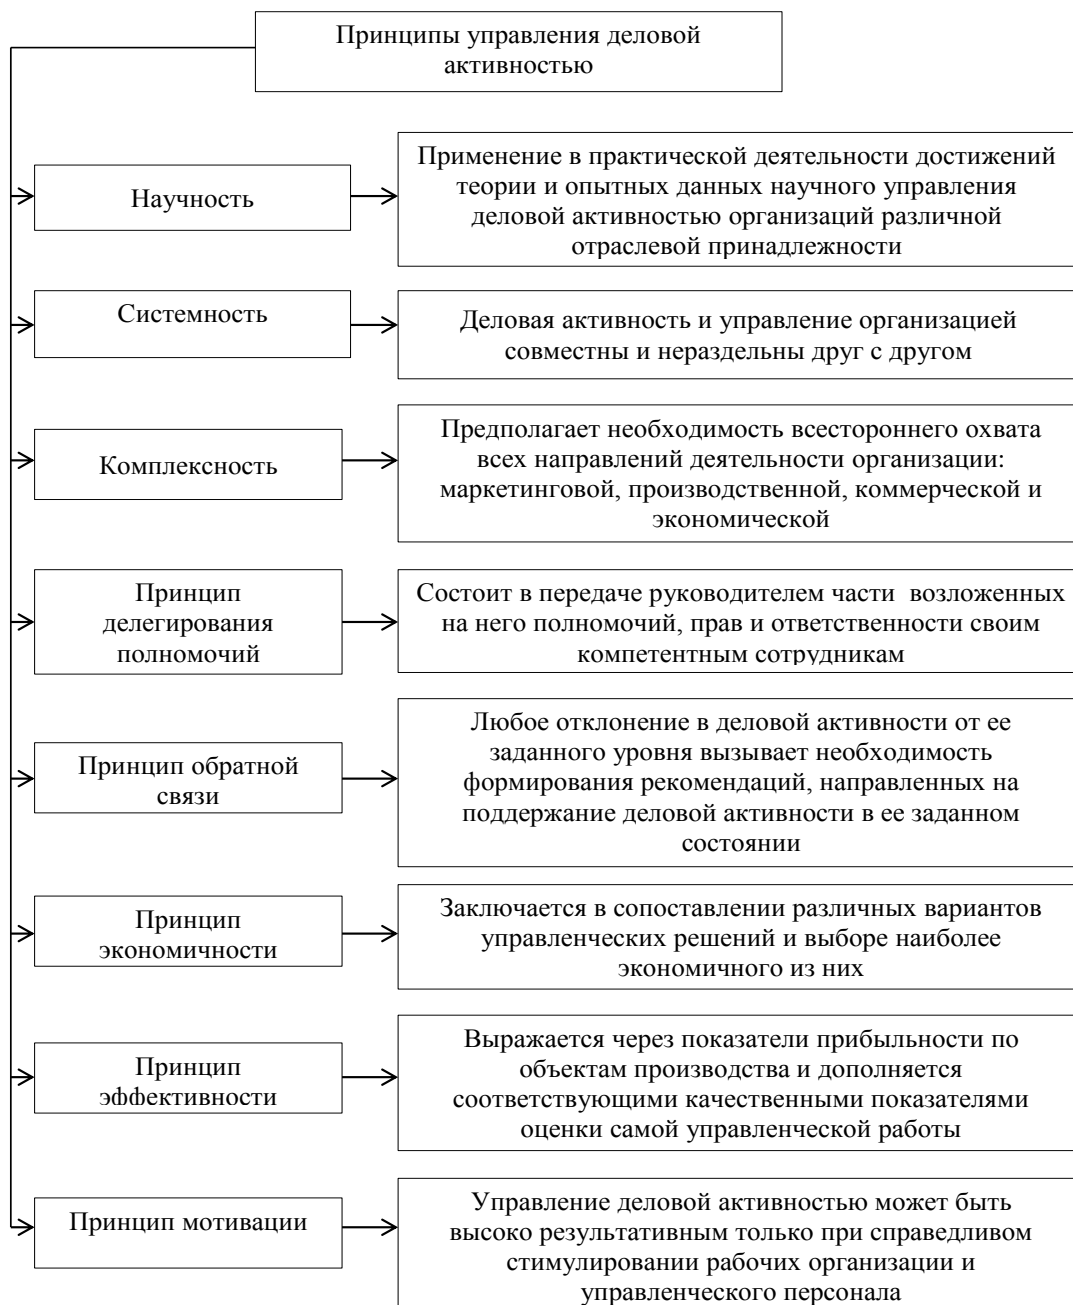 Принципы управления деловой
активностью
Научность
Применение в практической деятельности достижений
теории и опытных данных научного управления
деловой активностью организаций различной
отраслевой принадлежности
Системность
Деловая активность и управление организацией
совместны и нераздельны друг с другом
Комплексность
Предполагает необходимость всестороннего охвата
всех направлений деятельности организации:
маркетинговой, производственной, коммерческой и
экономической
Принцип
делегирования
полномочий
Состоит в передаче руководителем части возложенных
на него полномочий, прав и ответственности своим
компетентным сотрудникам
Принцип обратной
связи
Любое отклонение в деловой активности от ее
заданного уровня вызывает необходимость
формирования рекомендаций, направленных на
поддержание деловой активности в ее заданном
состоянии
Принцип
экономичности
Заключается в сопоставлении различных вариантов
управленческих решений и выборе наиболее
экономичного из них
Принцип
эффективности
Выражается через показатели прибыльности по
объектам производства и дополняется
соответствующими качественными показателями
оценки самой управленческой работы
Принцип мотивации
Управление деловой активностью может быть
высоко результативным только при справедливом
стимулировании рабочих организации и
управленческого персонала